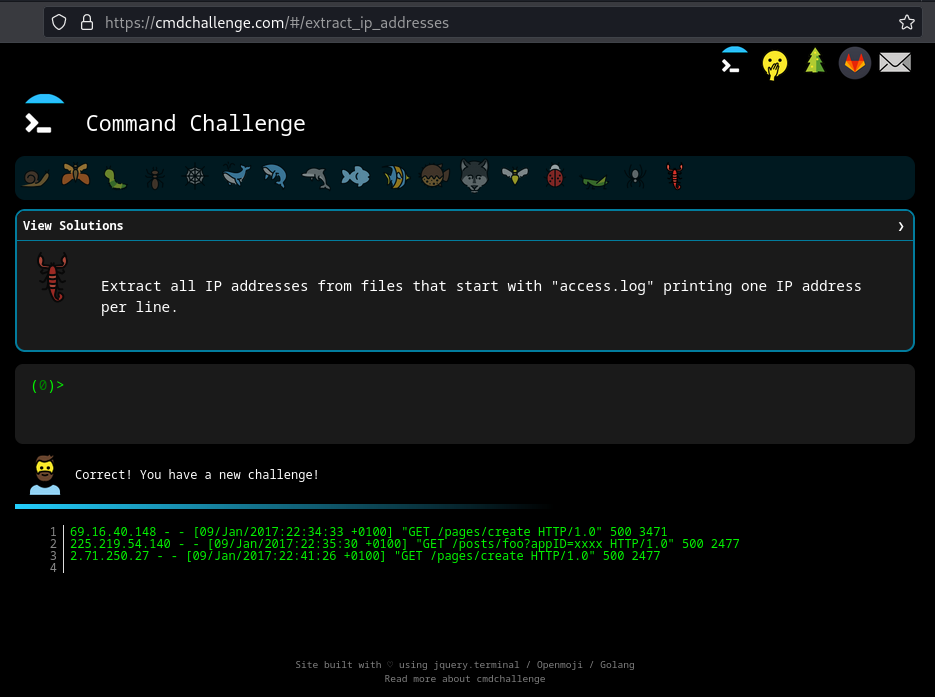 https://cmdchallenge.com/#/extract_ip_addresses
Command Challenge
View Solutions ❯
Extract all IP addresses from files that start with "access.log" printing one IP address
per line.
(0)>
Correct! You have a new challenge!
1 69.16.40.148 - - [09/Jan/2017:22:34:33 +0100] "GET /pages/create HTTP/1.0" 500 3471
2 225.219.54.140 - - [09/Jan/2017:22:35:30 +0100] "GET /posts/foo?appID=xxxx HTTP/1.0" 500 2477
3 2.71.250.27 - - [09/Jan/2017:22:41:26 +0100] "GET /pages/create HTTP/1.0" 500 2477
4
Site built with ♡ using jquery.terminal / Openmoji / Golang
Read more about cmdchallenge